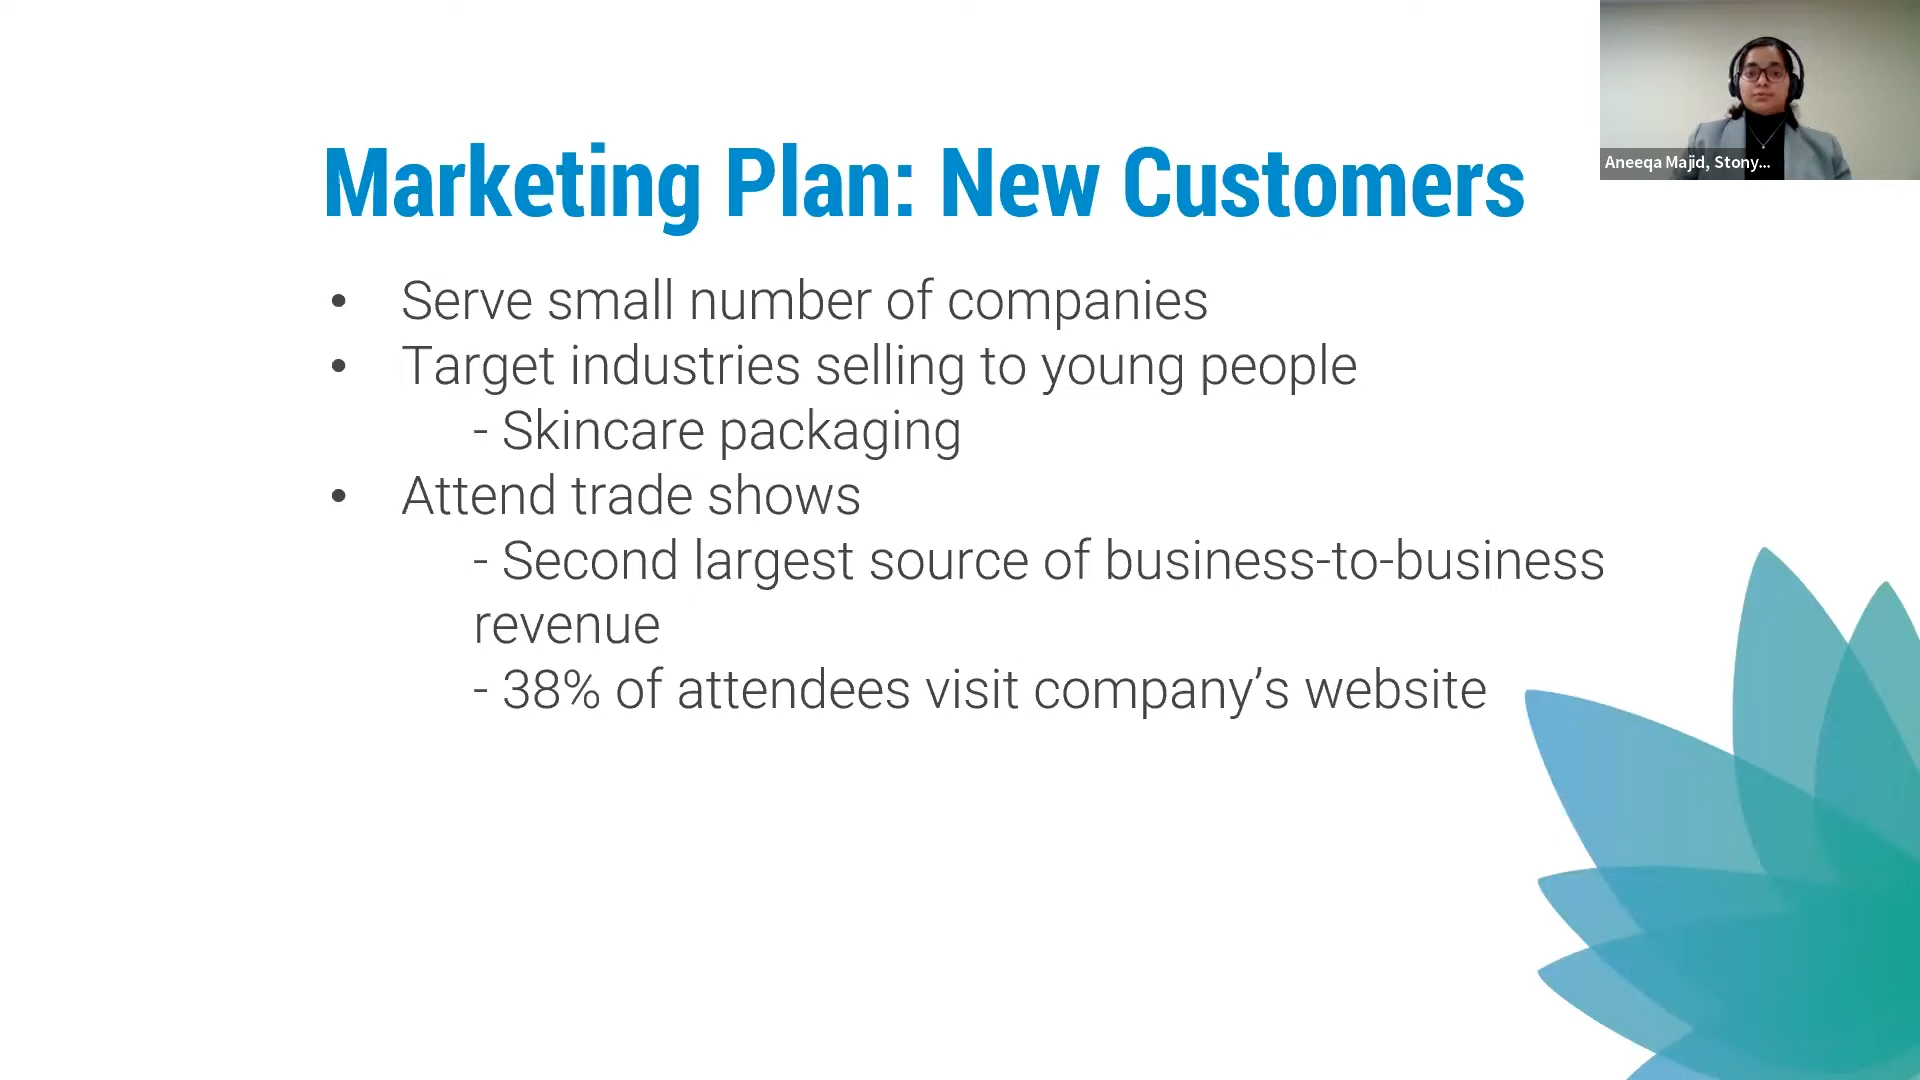 Marketing Plan: New Customers
Aneeqa Majid, Stony...
• Serve small number of companies
• Target industries selling to young people
- Skincare packaging
• Attend trade shows
- Second largest source of business-to-business
revenue
- 38% of attendees visit company’s website